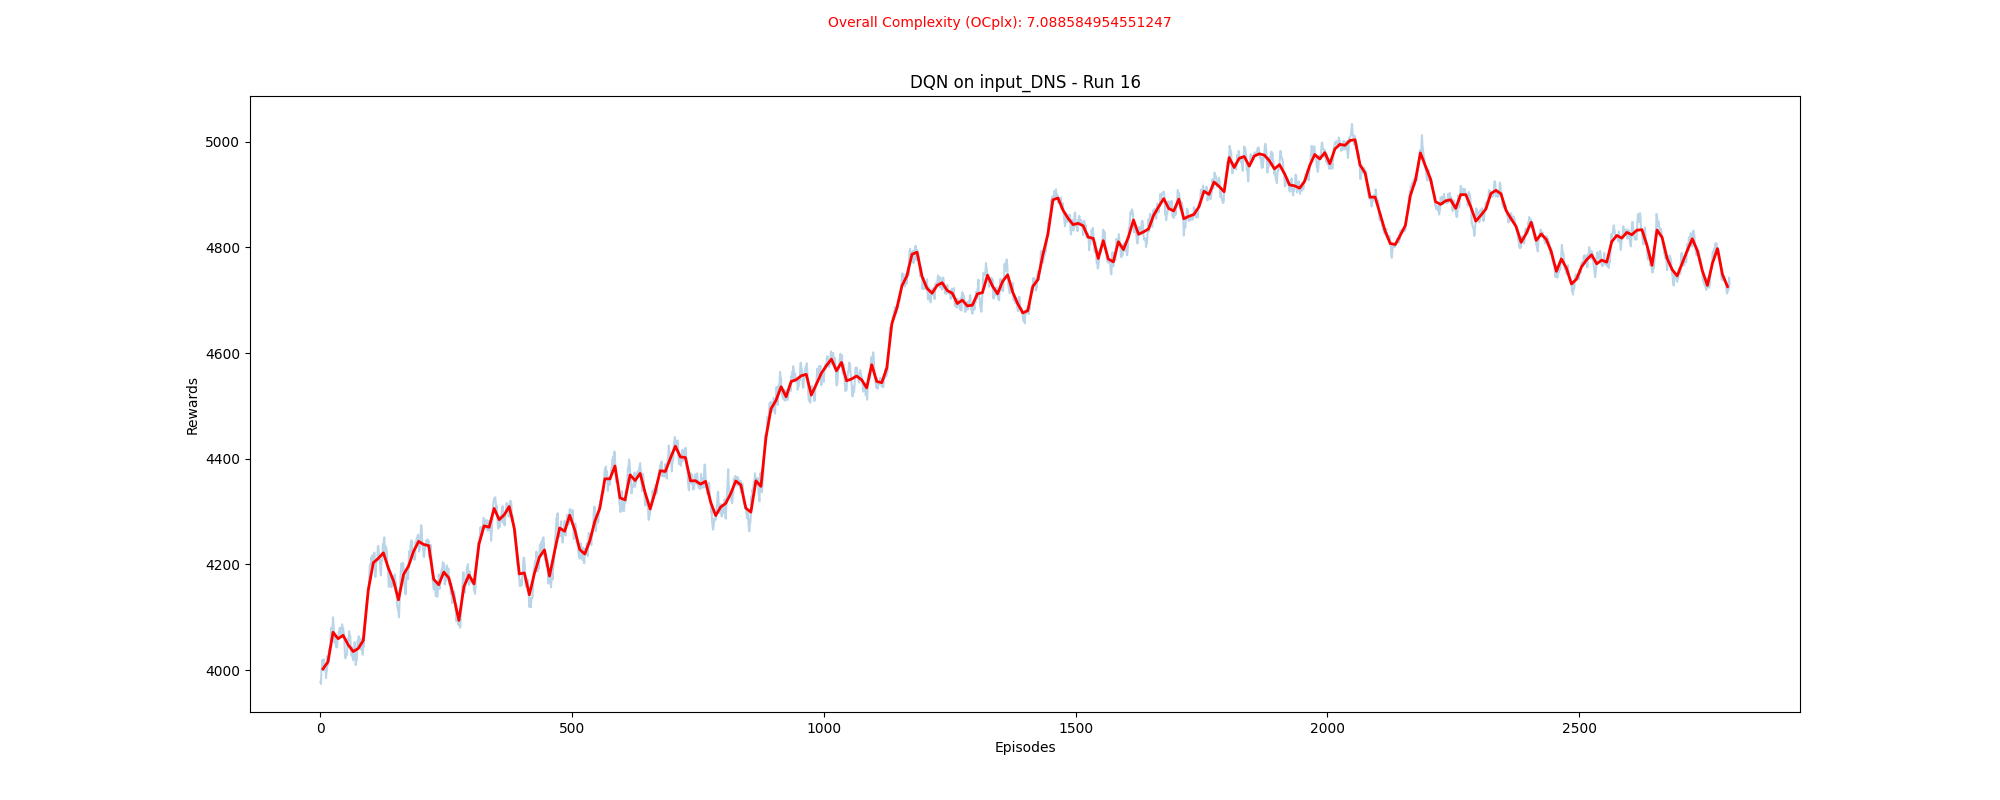 Overall Complexity (OCplx): 7.088584954551247
DQN on input_DNS - Run 16
5000
4800
4600
4400
4200
4000
Rewards
0 500 1000 1500 2000 2500
Episodes